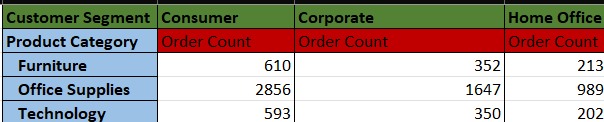 Customer Segment Consumer Corporate Home Office
Product Category Order Count Order Count Order Count
Furniture 610 352 213
Office Supplies 2856 1647 989
Technology 593 350 202